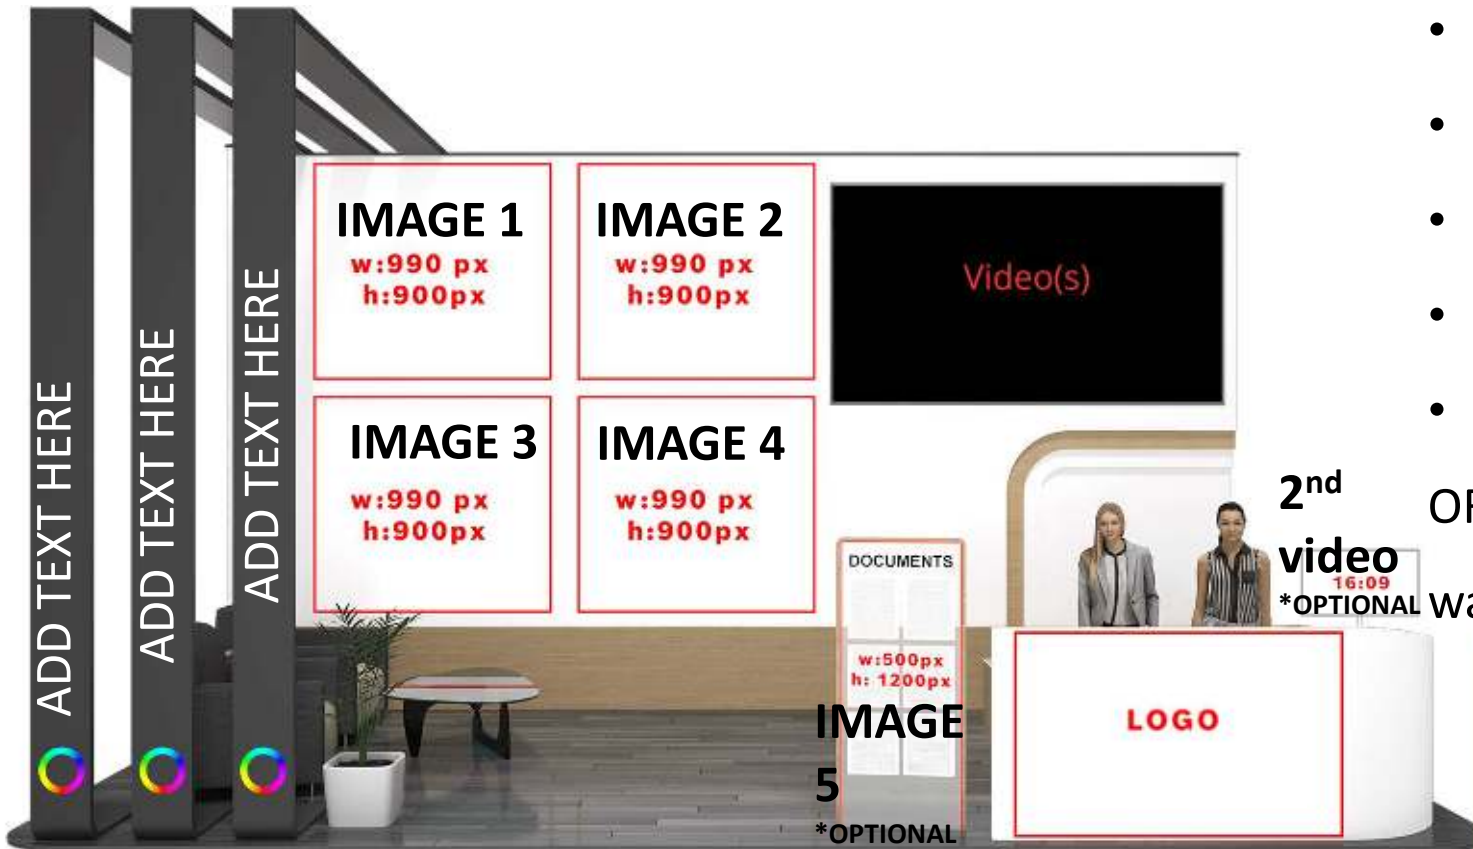 ADD TEXT HERE
ADD TEXT HERE
ADD TEXT HERE
IMAGE 1
w:990 px
h:900px
IMAGE 2
w:990 px
h:900px
Video(s)
IMAGE 3
w:990 px
h:900px
IMAGE 4
w:990 px
h:900px
DOCUMENTS
w:500px
h: 1200px
IMAGE
5
*OPTIONAL
2nd
video
16:09
*OPTIONAL
LOGO